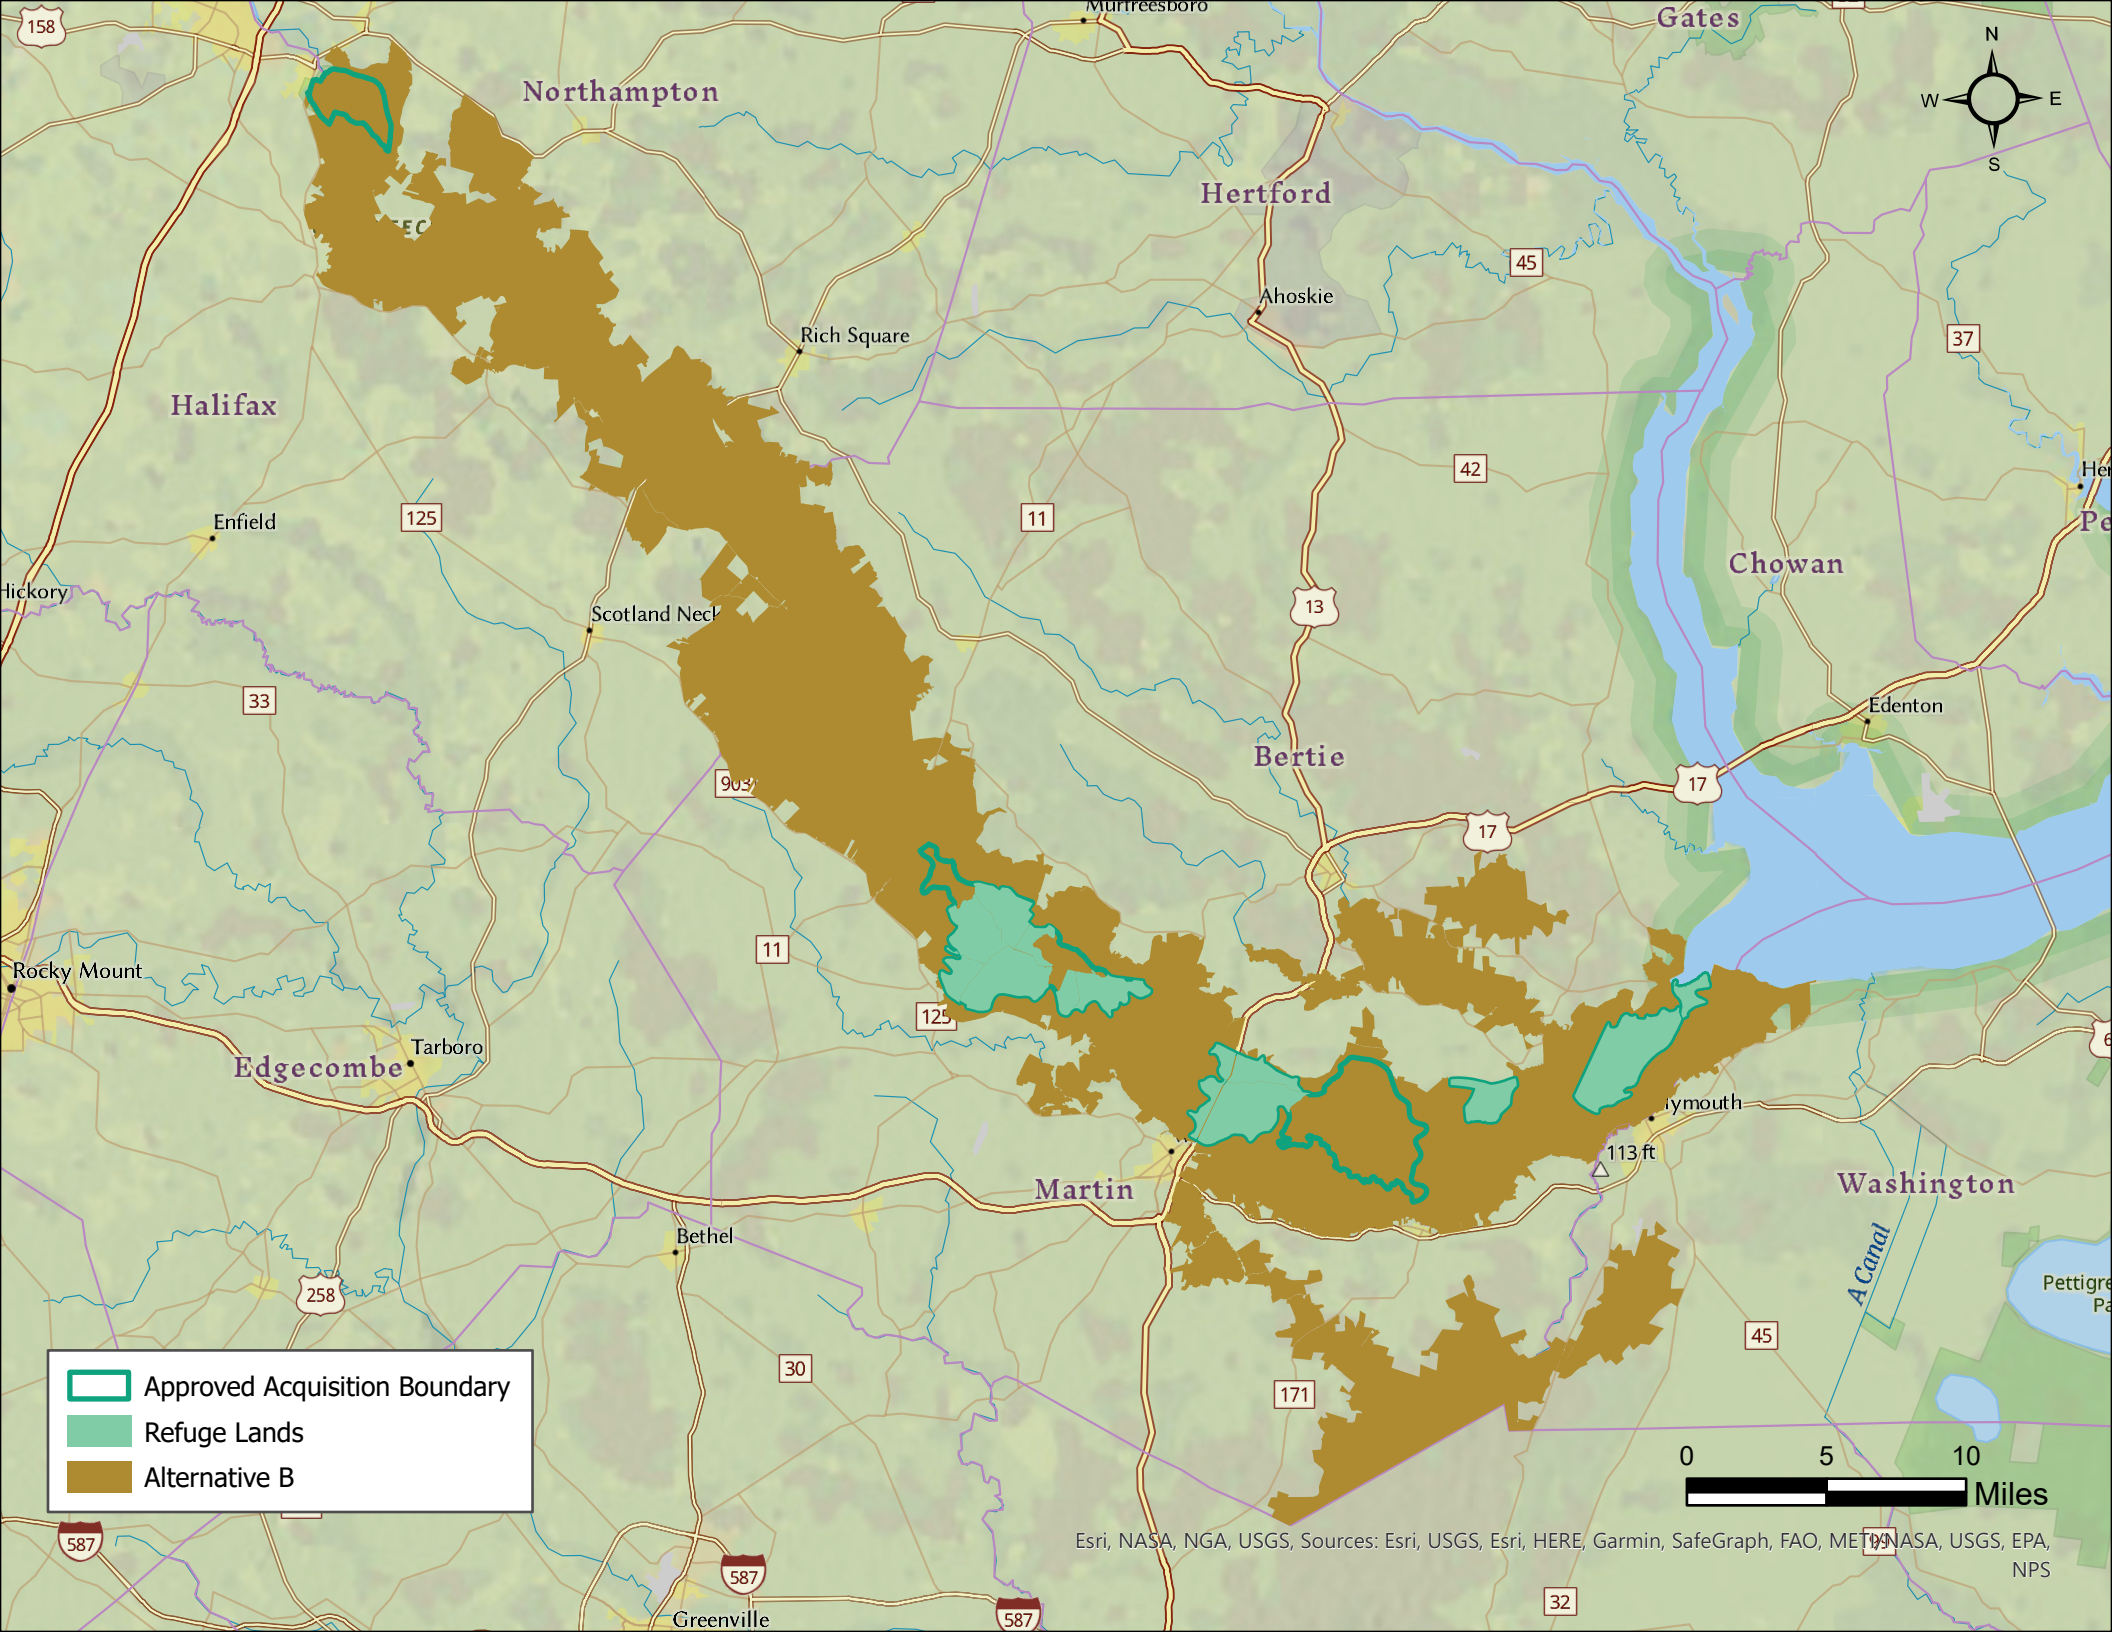 158
Murfreesboro
Gates
N
W
E
S
Northampton
Hertford
45
Ahoskie
Rich Square
37
Halifax
42
125
11
Enfield
Chowan
Hickory
13
Scotland Neck
33
Edenton
Bertie
903
17
17
11
Rocky Mount
125
Tarboro
Edgecombe
lymouth
113 ft
Martin
Washington
Bethel
A Canal
Pettigre
Pa
258
45
30
171
Approved Acquisition Boundary
Refuge Lands
Alternative B
0 5 10
Miles
Esri, NASA, NGA, USGS, Sources: Esri, USGS, Esri, HERE, Garmin, SafeGraph, FAO, METI/NASA, USGS, EPA,
NPS
587
587
587
32
Greenville